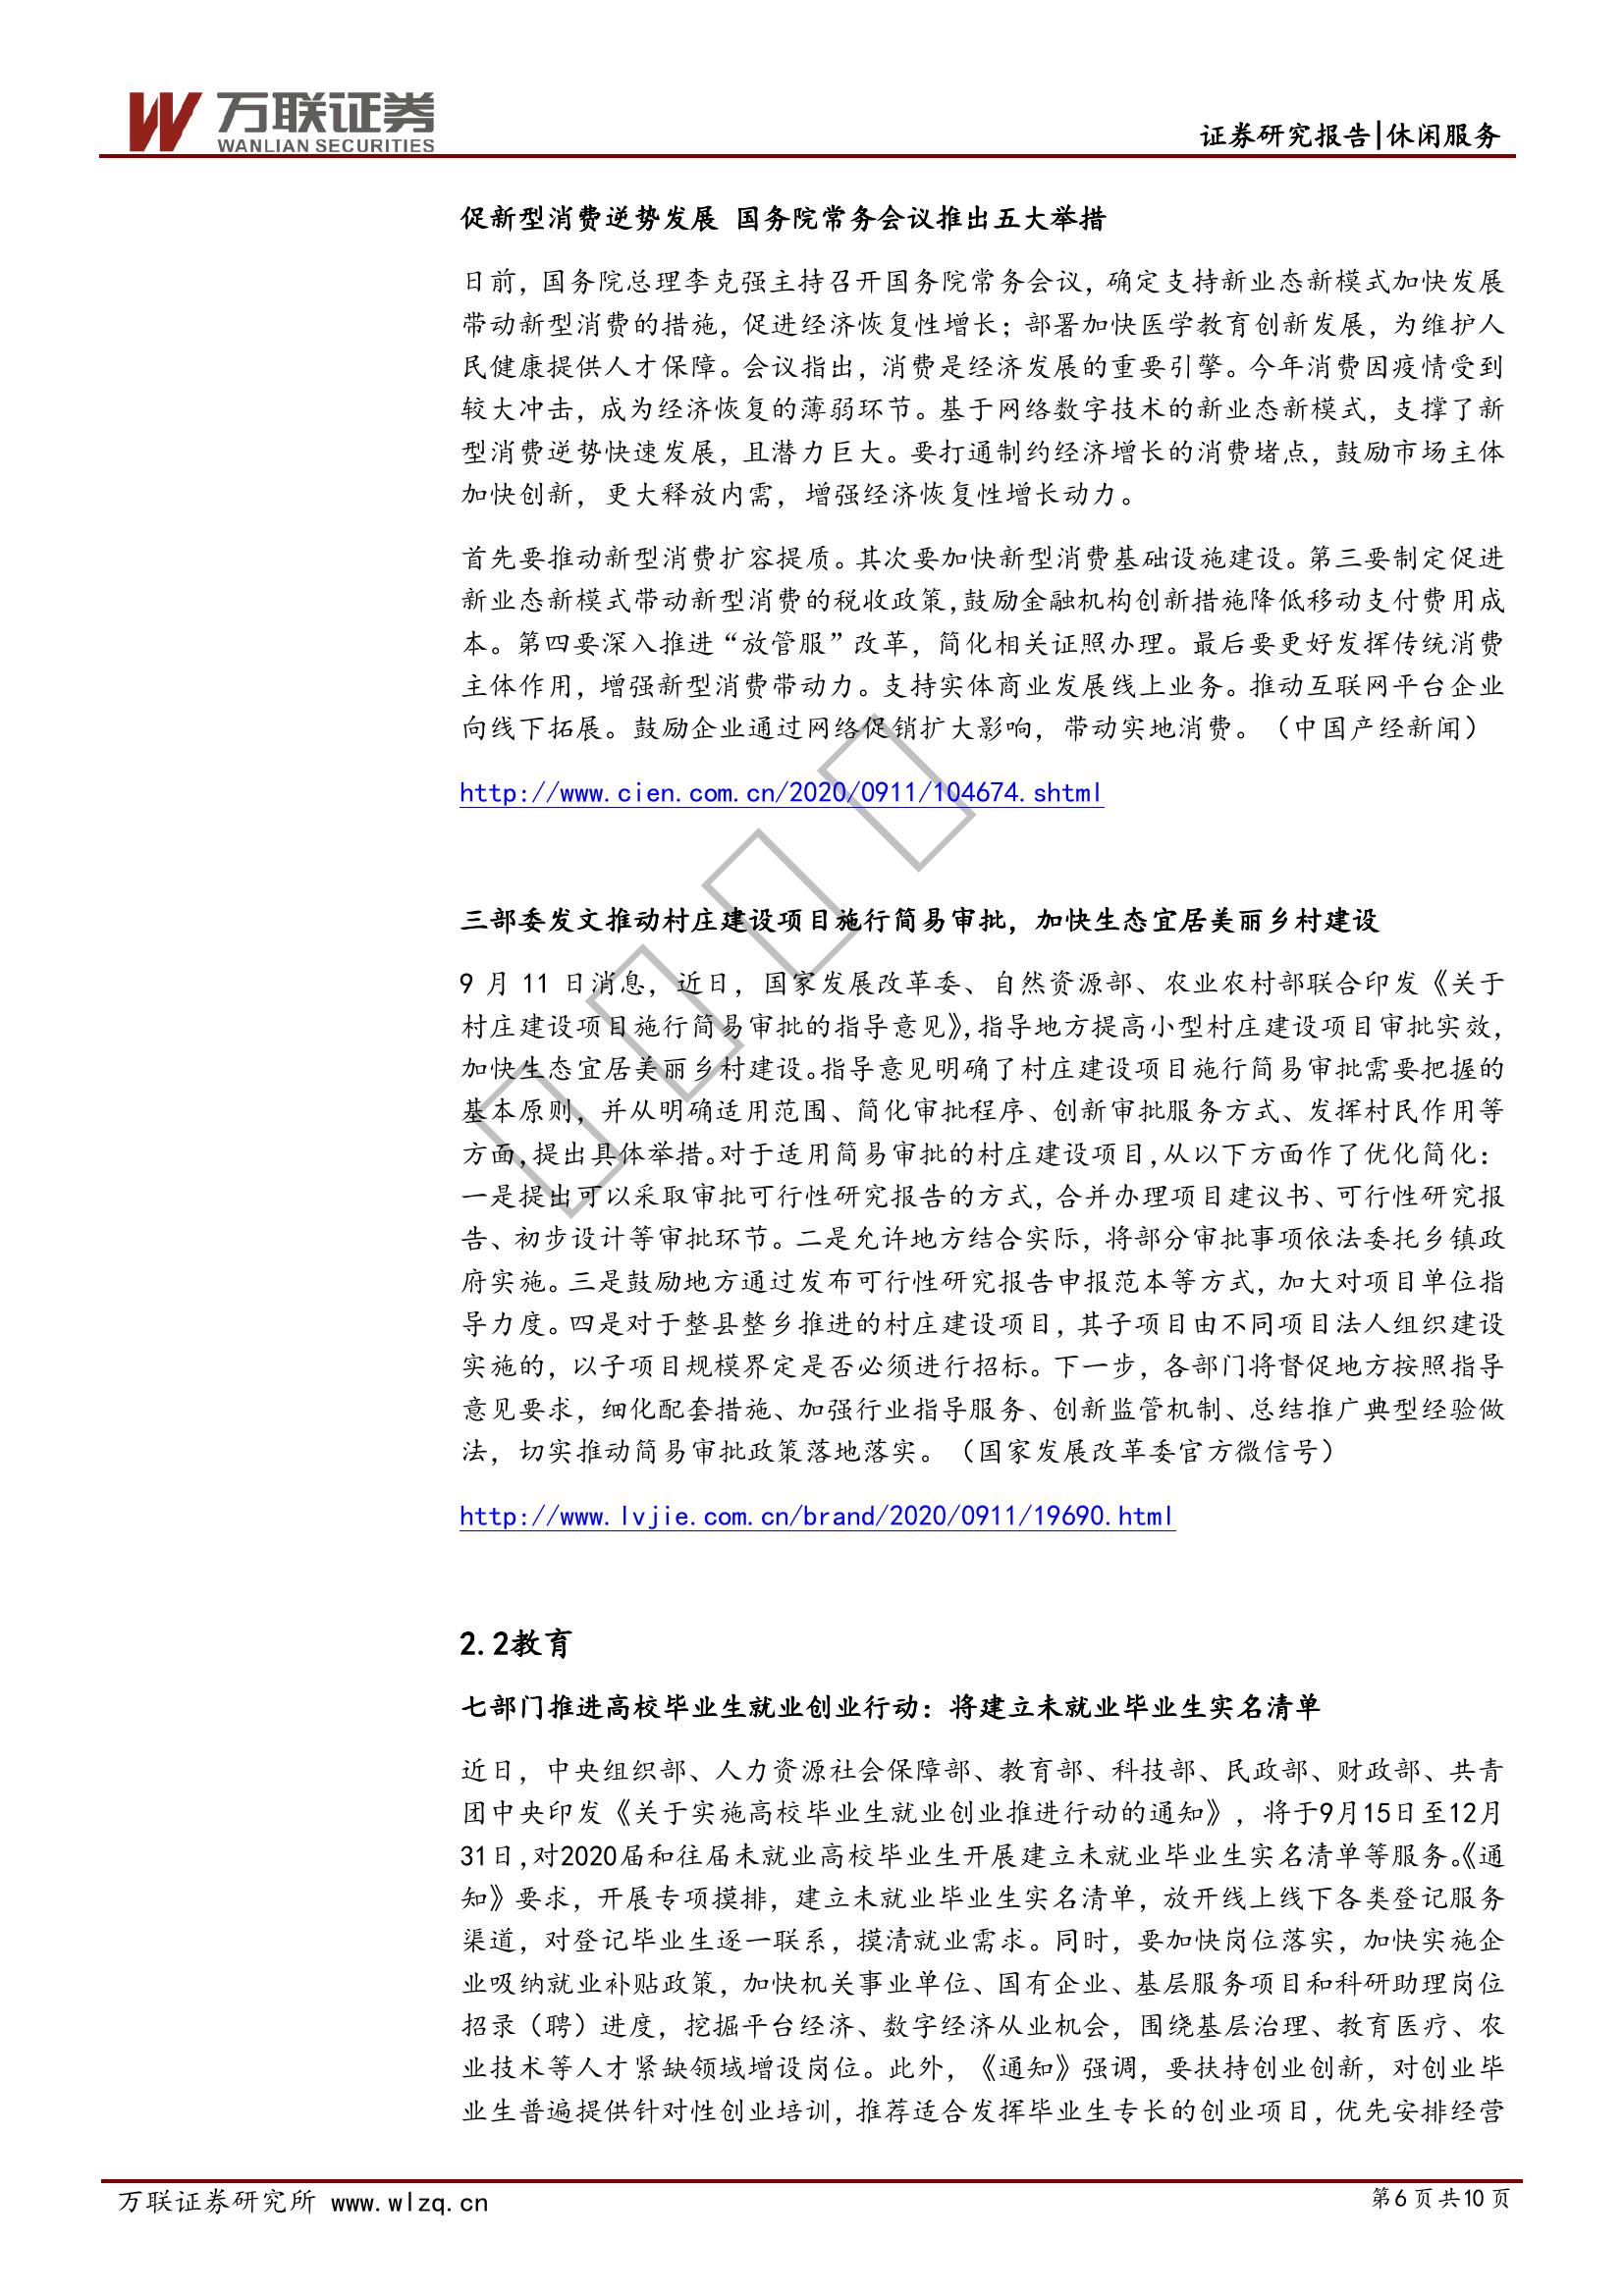 万联证券
WANLIAN SECURITIES
证券研究报告|休闲服务
促新型消费逆势发展 国务院常务会议推出五大举措
日前，国务院总理李克强主持召开国务院常务会议，确定支持新业态新模式加快发展
带动新型消费的措施，促进经济恢复性增长；部署加快医学教育创新发展，为维护人
民健康提供人才保障。会议指出，消费是经济发展的重要引擎。今年消费因疫情受到
较大冲击，成为经济恢复的薄弱环节。基于网络数字技术的新业态新模式，支撑了新
型消费逆势快速发展，且潜力巨大。要打通制约经济增长的消费堵点，鼓励市场主体
加快创新，更大释放内需，增强经济恢复性增长动力。
首先要推动新型消费扩容提质。其次要加快新型消费基础设施建设。第三要制定促进
新业态新模式带动新型消费的税收政策,鼓励金融机构创新措施降低移动支付费用成
本。第四要深入推进“放管服”改革，简化相关证照办理。最后要更好发挥传统消费
主体作用，增强新型消费带动力。支持实体商业发展线上业务。推动互联网平台企业
向线下拓展。鼓励企业通过网络促销扩大影响，带动实地消费。（中国产经新闻）
http://www.cien.com.cn/2020/0911/104674.shtml
三部委发文推动村庄建设项目施行简易审批，加快生态宜居美丽乡村建设
9 月 11 日消息，近日，国家发展改革委、自然资源部、农业农村部联合印发《关于
村庄建设项目施行简易审批的指导意见》,指导地方提高小型村庄建设项目审批实效，
加快生态宜居美丽乡村建设。指导意见明确了村庄建设项目施行简易审批需要把握的
基本原则，并从明确适用范围、简化审批程序、创新审批服务方式、发挥村民作用等
方面,提出具体举措。对于适用简易审批的村庄建设项目,从以下方面作了优化简化：
一是提出可以采取审批可行性研究报告的方式，合并办理项目建议书、可行性研究报
告、初步设计等审批环节。二是允许地方结合实际，将部分审批事项依法委托乡镇政
府实施。三是鼓励地方通过发布可行性研究报告申报范本等方式，加大对项目单位指
导力度。四是对于整县整乡推进的村庄建设项目，其子项目由不同项目法人组织建设
实施的，以子项目规模界定是否必须进行招标。下一步，各部门将督促地方按照指导
意见要求，细化配套措施、加强行业指导服务、创新监管机制、总结推广典型经验做
法，切实推动简易审批政策落地落实。（国家发展改革委官方微信号）
http://www.lvjie.com.cn/brand/2020/0911/19690.html
2.2教育
七部门推进高校毕业生就业创业行动：将建立未就业毕业生实名清单
近日，中央组织部、人力资源社会保障部、教育部、科技部、民政部、财政部、共青
团中央印发《关于实施高校毕业生就业创业推进行动的通知》，将于9月15日至12月
31日,对2020届和往届未就业高校毕业生开展建立未就业毕业生实名清单等服务。《通
知》要求，开展专项摸排，建立未就业毕业生实名清单，放开线上线下各类登记服务
渠道，对登记毕业生逐一联系，摸清就业需求。同时，要加快岗位落实，加快实施企
业吸纳就业补贴政策，加快机关事业单位、国有企业、基层服务项目和科研助理岗位
招录（聘）进度，挖掘平台经济、数字经济从业机会，围绕基层治理、教育医疗、农
业技术等人才紧缺领域增设岗位。此外，《通知》强调，要扶持创业创新，对创业毕
业生普遍提供针对性创业培训，推荐适合发挥毕业生专长的创业项目，优先安排经营
万联证券研究所 www.wlzq.cn
第6页共10页